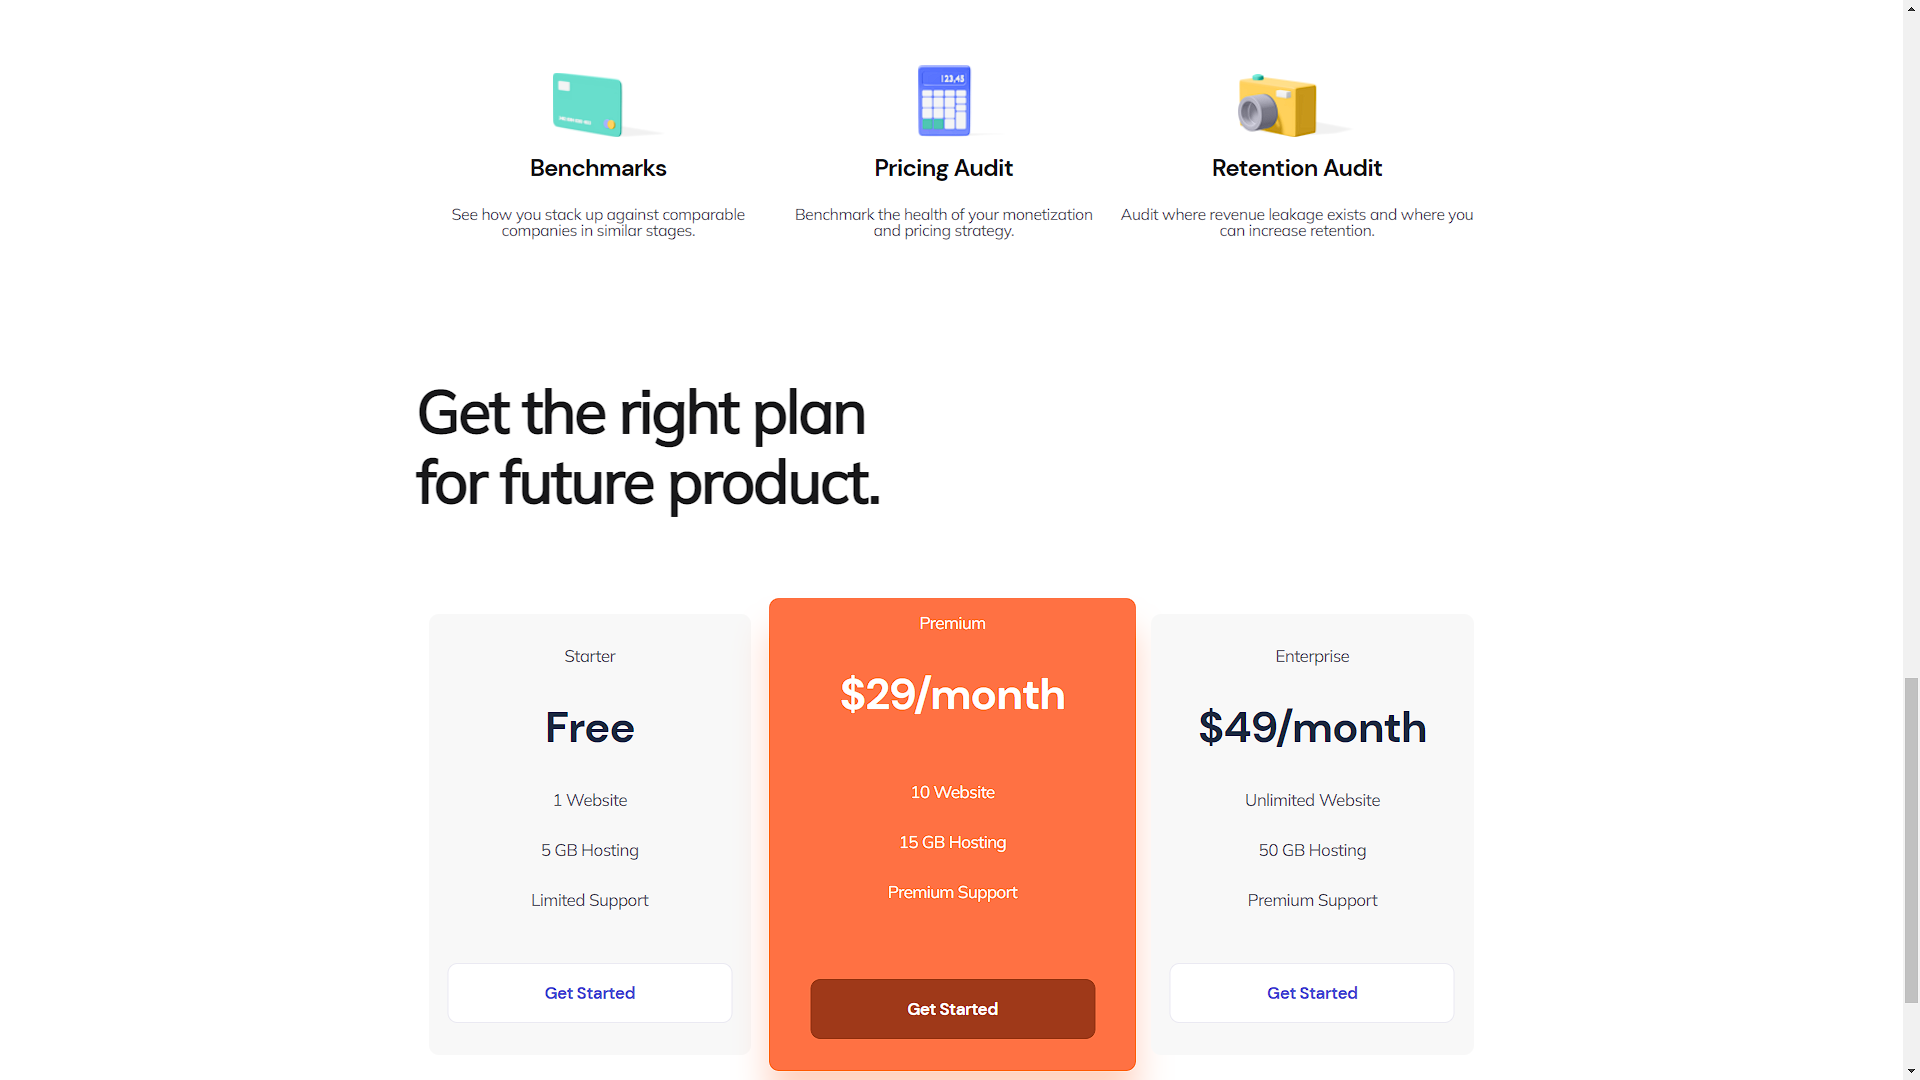 123,45
Benchmarks
See how you stack up against comparable
companies in similar stages.
Pricing Audit
Benchmark the health of your monetization
and pricing strategy.
Retention Audit
Audit where revenue leakage exists and where you
can increase retention.
Get the right plan
for future product.
Starter
Free
1 Website
5 GB Hosting
Limited Support
Get Started
Premium
$29/month
10 Website
15 GB Hosting
Premium Support
Get Started
Enterprise
$49/month
Unlimited Website
50 GB Hosting
Premium Support
Get Started